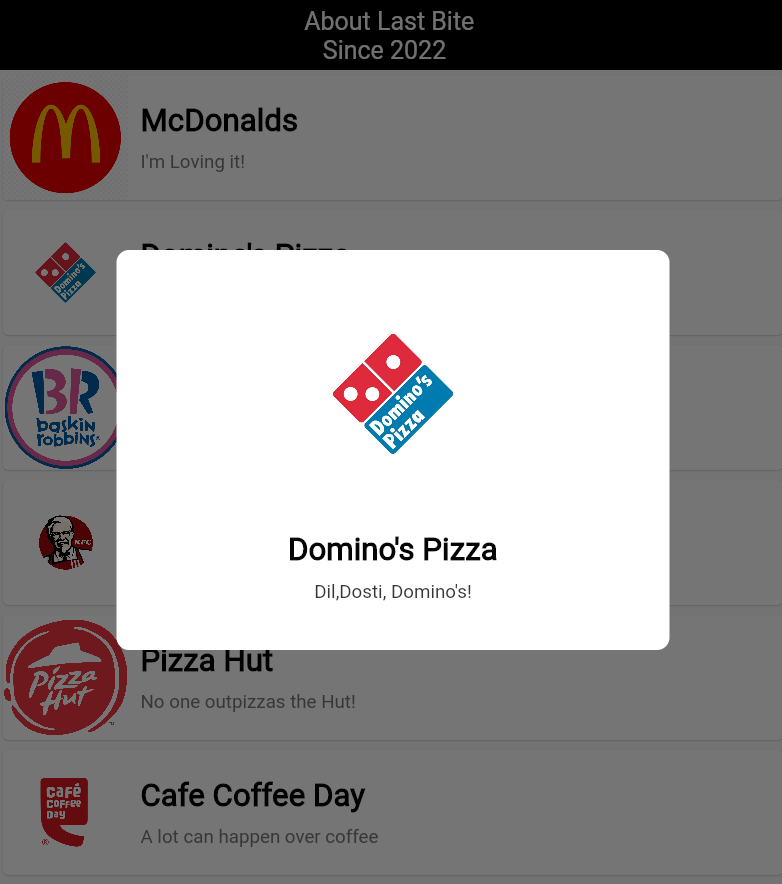 About Last Bite
Since 2022
McDonalds
I'm Loving it!
Domino's Pizza
Domino's
Pizza
BR
baskin
robbins
KFC
Domino's
Pizza
Domino's Pizza
Dil,Dosti, Domino's!
Pizza
Hut
Pizza Hut
No one outpizzas the Hut!
café
coffee
Day
Cafe Coffee Day
A lot can happen over coffee